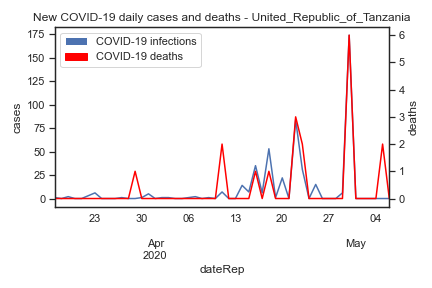 New COVID-19 daily cases and deaths - United_Republic_of_Tanzania
COVID-19 infections
COVID-19 deaths
175
150
125
100
75
50
25
0
cases
6
5
4
3
2
1
0
deaths
23 30 06 13 20 27 04
Apr May
2020
dateRep